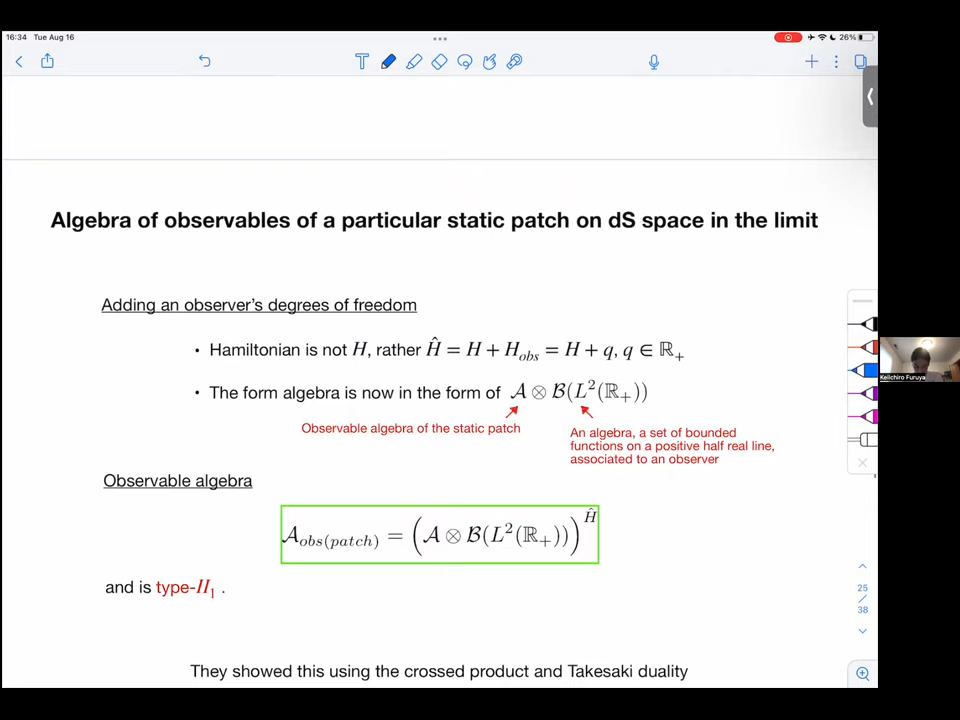 16:34 Tue Aug 16
26%
Algebra of observables of a particular static patch on dS space in the limit
Adding an observer's degrees of freedom
• Hamiltonian is not H, rather Ĥ = H + H_obs = H + q, q ∈ ℝ₊
• The form algebra is now in the form of 𝒜 ⊗ ℬ(L²(ℝ₊))
Observable algebra of the static patch
An algebra, a set of bounded
functions on a positive half real line,
associated to an observer
Observable algebra
𝒜_obs(patch) = (𝒜 ⊗ ℬ(L²(ℝ₊)))^Ĥ
and is type-II₁ .
They showed this using the crossed product and Takesaki duality
25
/
38
Keiichiro Furuya